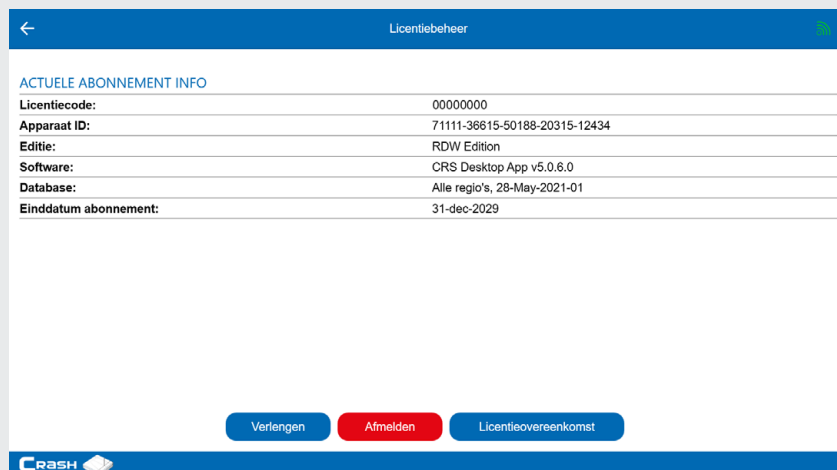 Licentiebeheer
ACTUELE ABONNEMENT INFO
Licentiecode: 00000000
Apparaat ID: 71111-36615-50188-20315-12434
Editie: RDW Edition
Software: CRS Desktop App v5.0.6.0
Database: Alle regio's, 28-May-2021-01
Einddatum abonnement: 31-dec-2029
Verlengen Afmelden Licentieovereenkomst
CRASH